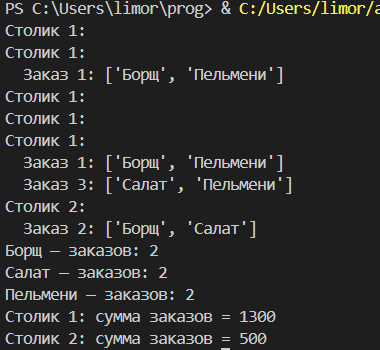 PS C:\Users\limor\prog> & C:/Users/limor/a
Столик 1:
Столик 1:
  Заказ 1: ['Борщ', 'Пельмени']
Столик 1:
Столик 1:
Столик 1:
  Заказ 1: ['Борщ', 'Пельмени']
  Заказ 3: ['Салат', 'Пельмени']
Столик 2:
  Заказ 2: ['Борщ', 'Салат']
Борщ — заказов: 2
Салат — заказов: 2
Пельмени — заказов: 2
Столик 1: сумма заказов = 1300
Столик 2: сумма заказов = 500